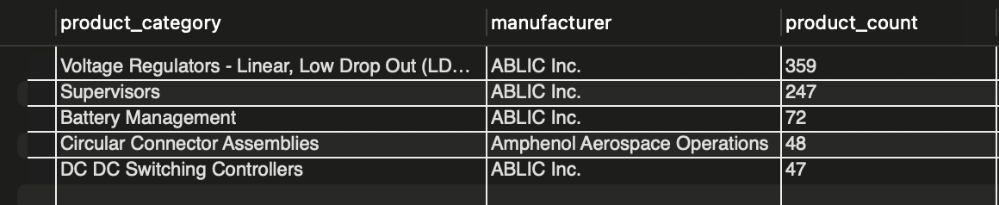 product_category manufacturer product_count
Voltage Regulators - Linear, Low Drop Out (LD... ABLIC Inc. 359
Supervisors ABLIC Inc. 247
Battery Management ABLIC Inc. 72
Circular Connector Assemblies Amphenol Aerospace Operations 48
DC DC Switching Controllers ABLIC Inc. 47